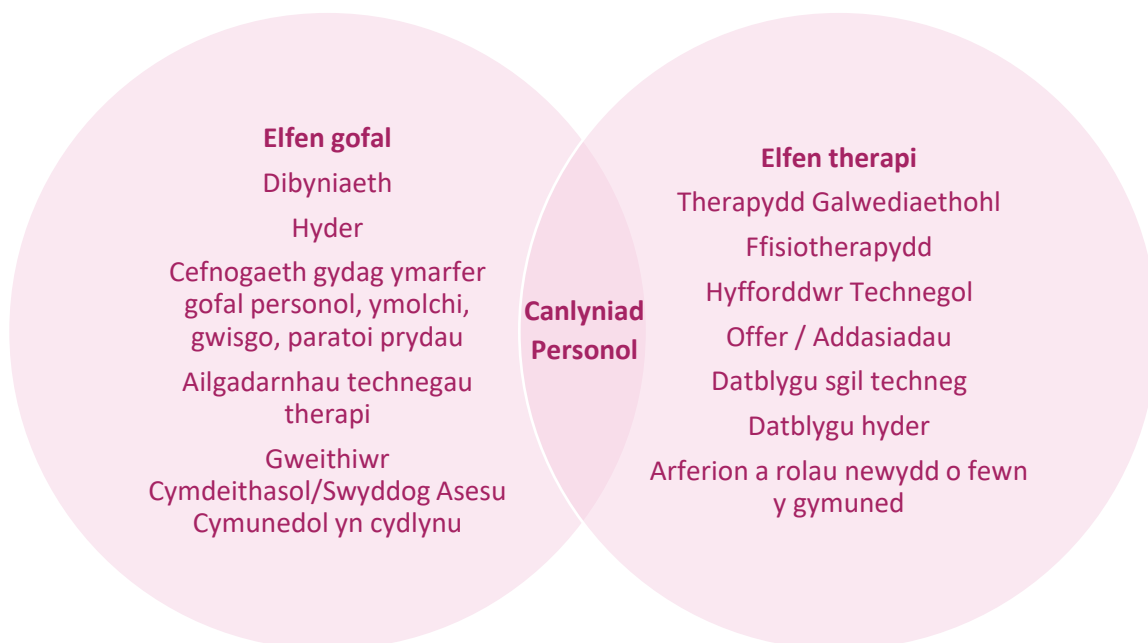 Elfen gofal
Dibyniaeth
Hyder
Cefnogaeth gydag ymarfer
gofal personol, ymolchi,
gwisgo, paratoi prydau
Ailgadarnhau technegau
therapi
Gweithiwr
Cymdeithasol/Swyddog Asesu
Cymunedol yn cydlynu
Canlyniad
Personol
Elfen therapi
Therapydd Galwediaethohl
Ffisiotherapydd
Hyfforddwr Technegol
Offer / Addasiadau
Datblygu sgil techneg
Datblygu hyder
Arferion a rolau newydd o fewn
y gymuned